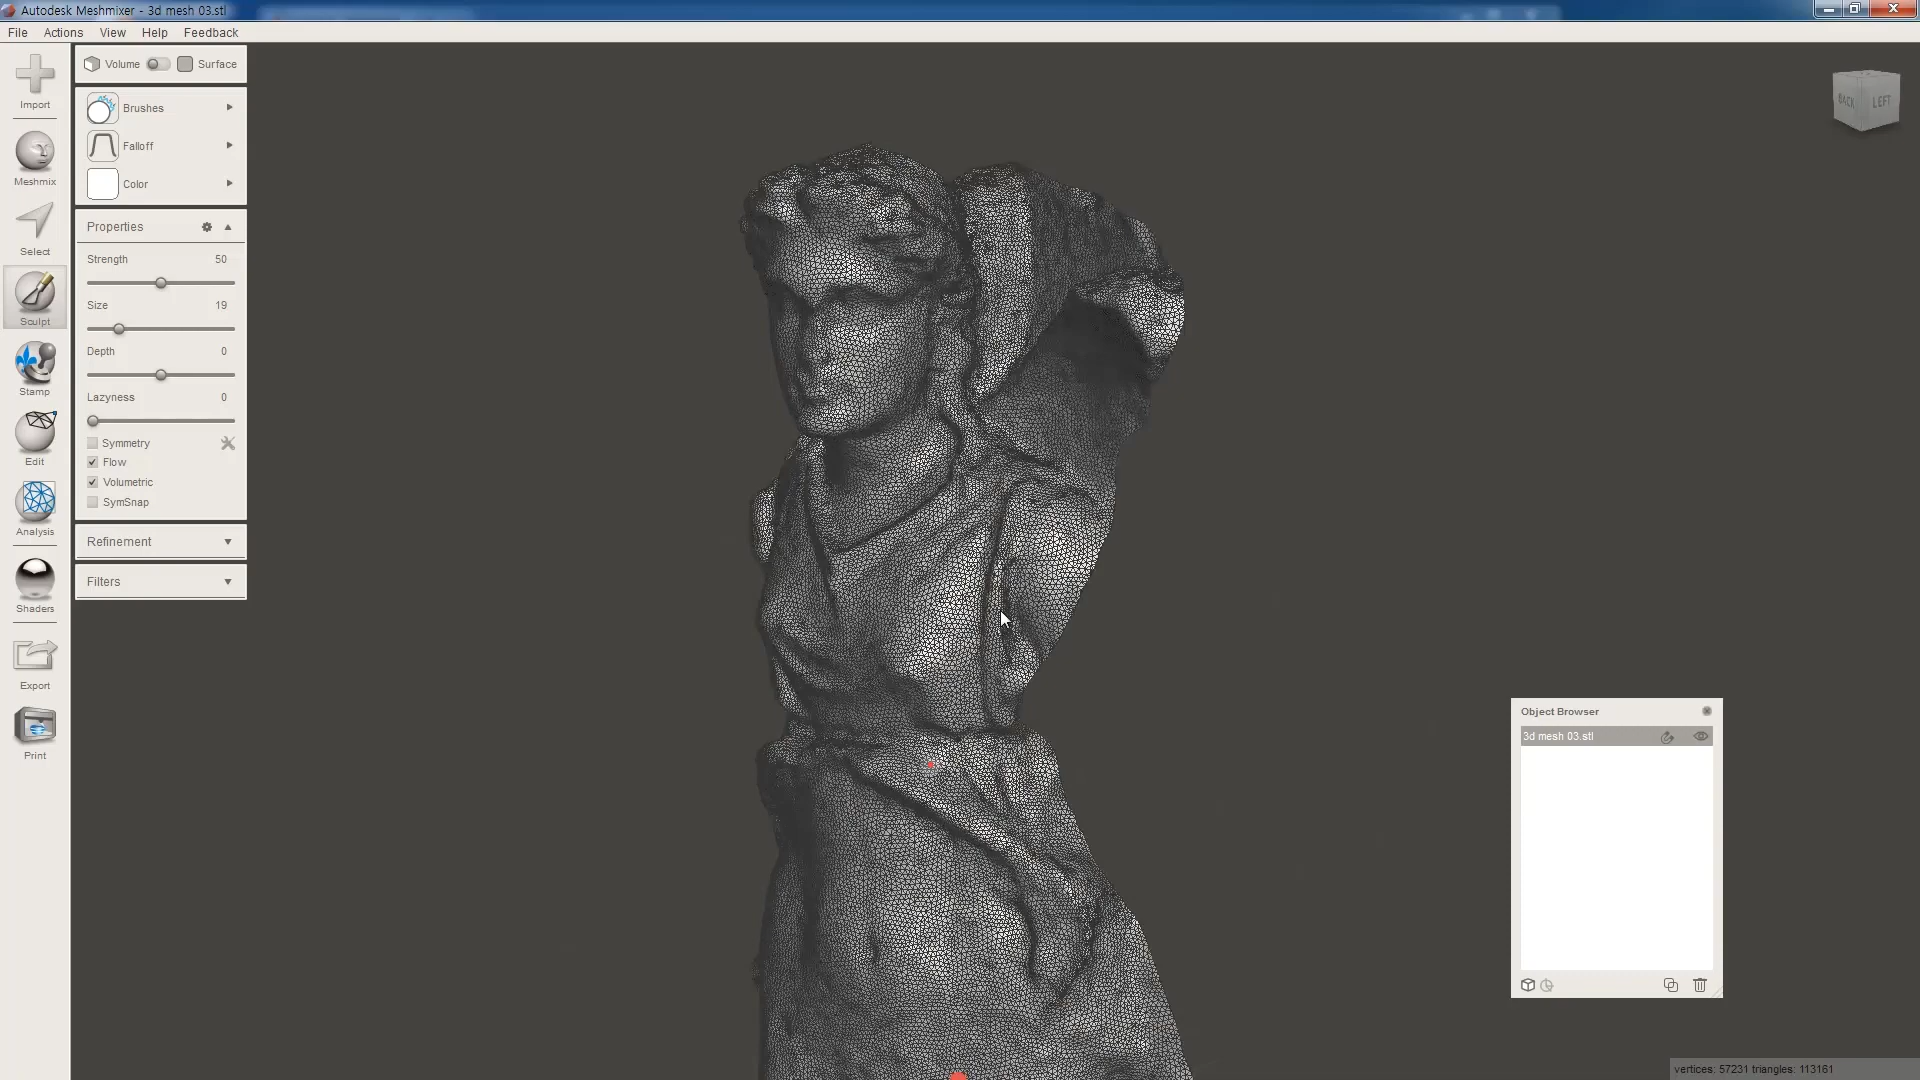 Autodesk Meshmixer - 3d mesh 03.stl
File Actions View Help Feedback
Import
Meshmix
Select
Sculpt
Stamp
Edit
Analysis
Shaders
Export
Print
Volume Surface
Brushes
Falloff
Color
Properties
Strength 50
Size 19
Depth 0
Lazyness 0
Symmetry
Flow
Volumetric
SymSnap
Refinement
Filters
BACK LEFT
Object Browser
3d mesh 03.stl
vertices: 57231 triangles: 113161